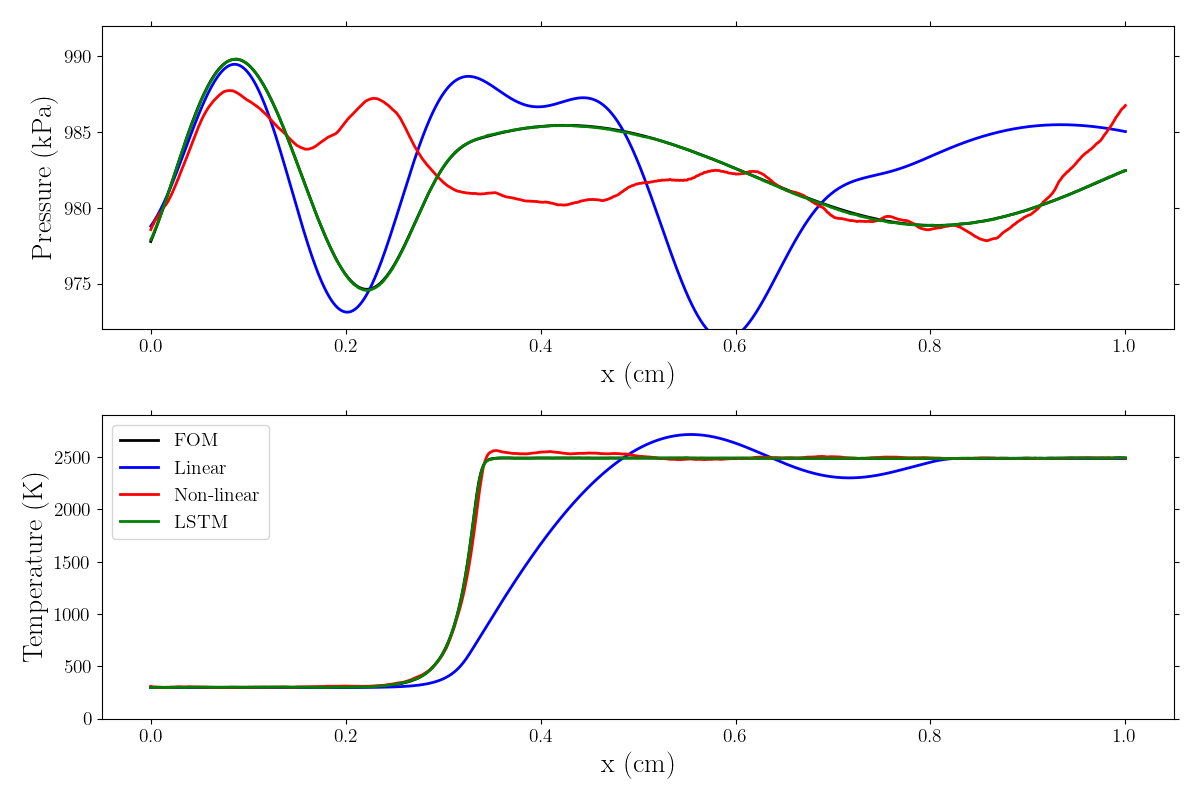 990
985
980
975
Pressure (kPa)
0.0 0.2 0.4 0.6 0.8 1.0
x (cm)
FOM
Linear
Non-linear
LSTM
2500
2000
1500
1000
500
0
Temperature (K)
0.0 0.2 0.4 0.6 0.8 1.0
x (cm)